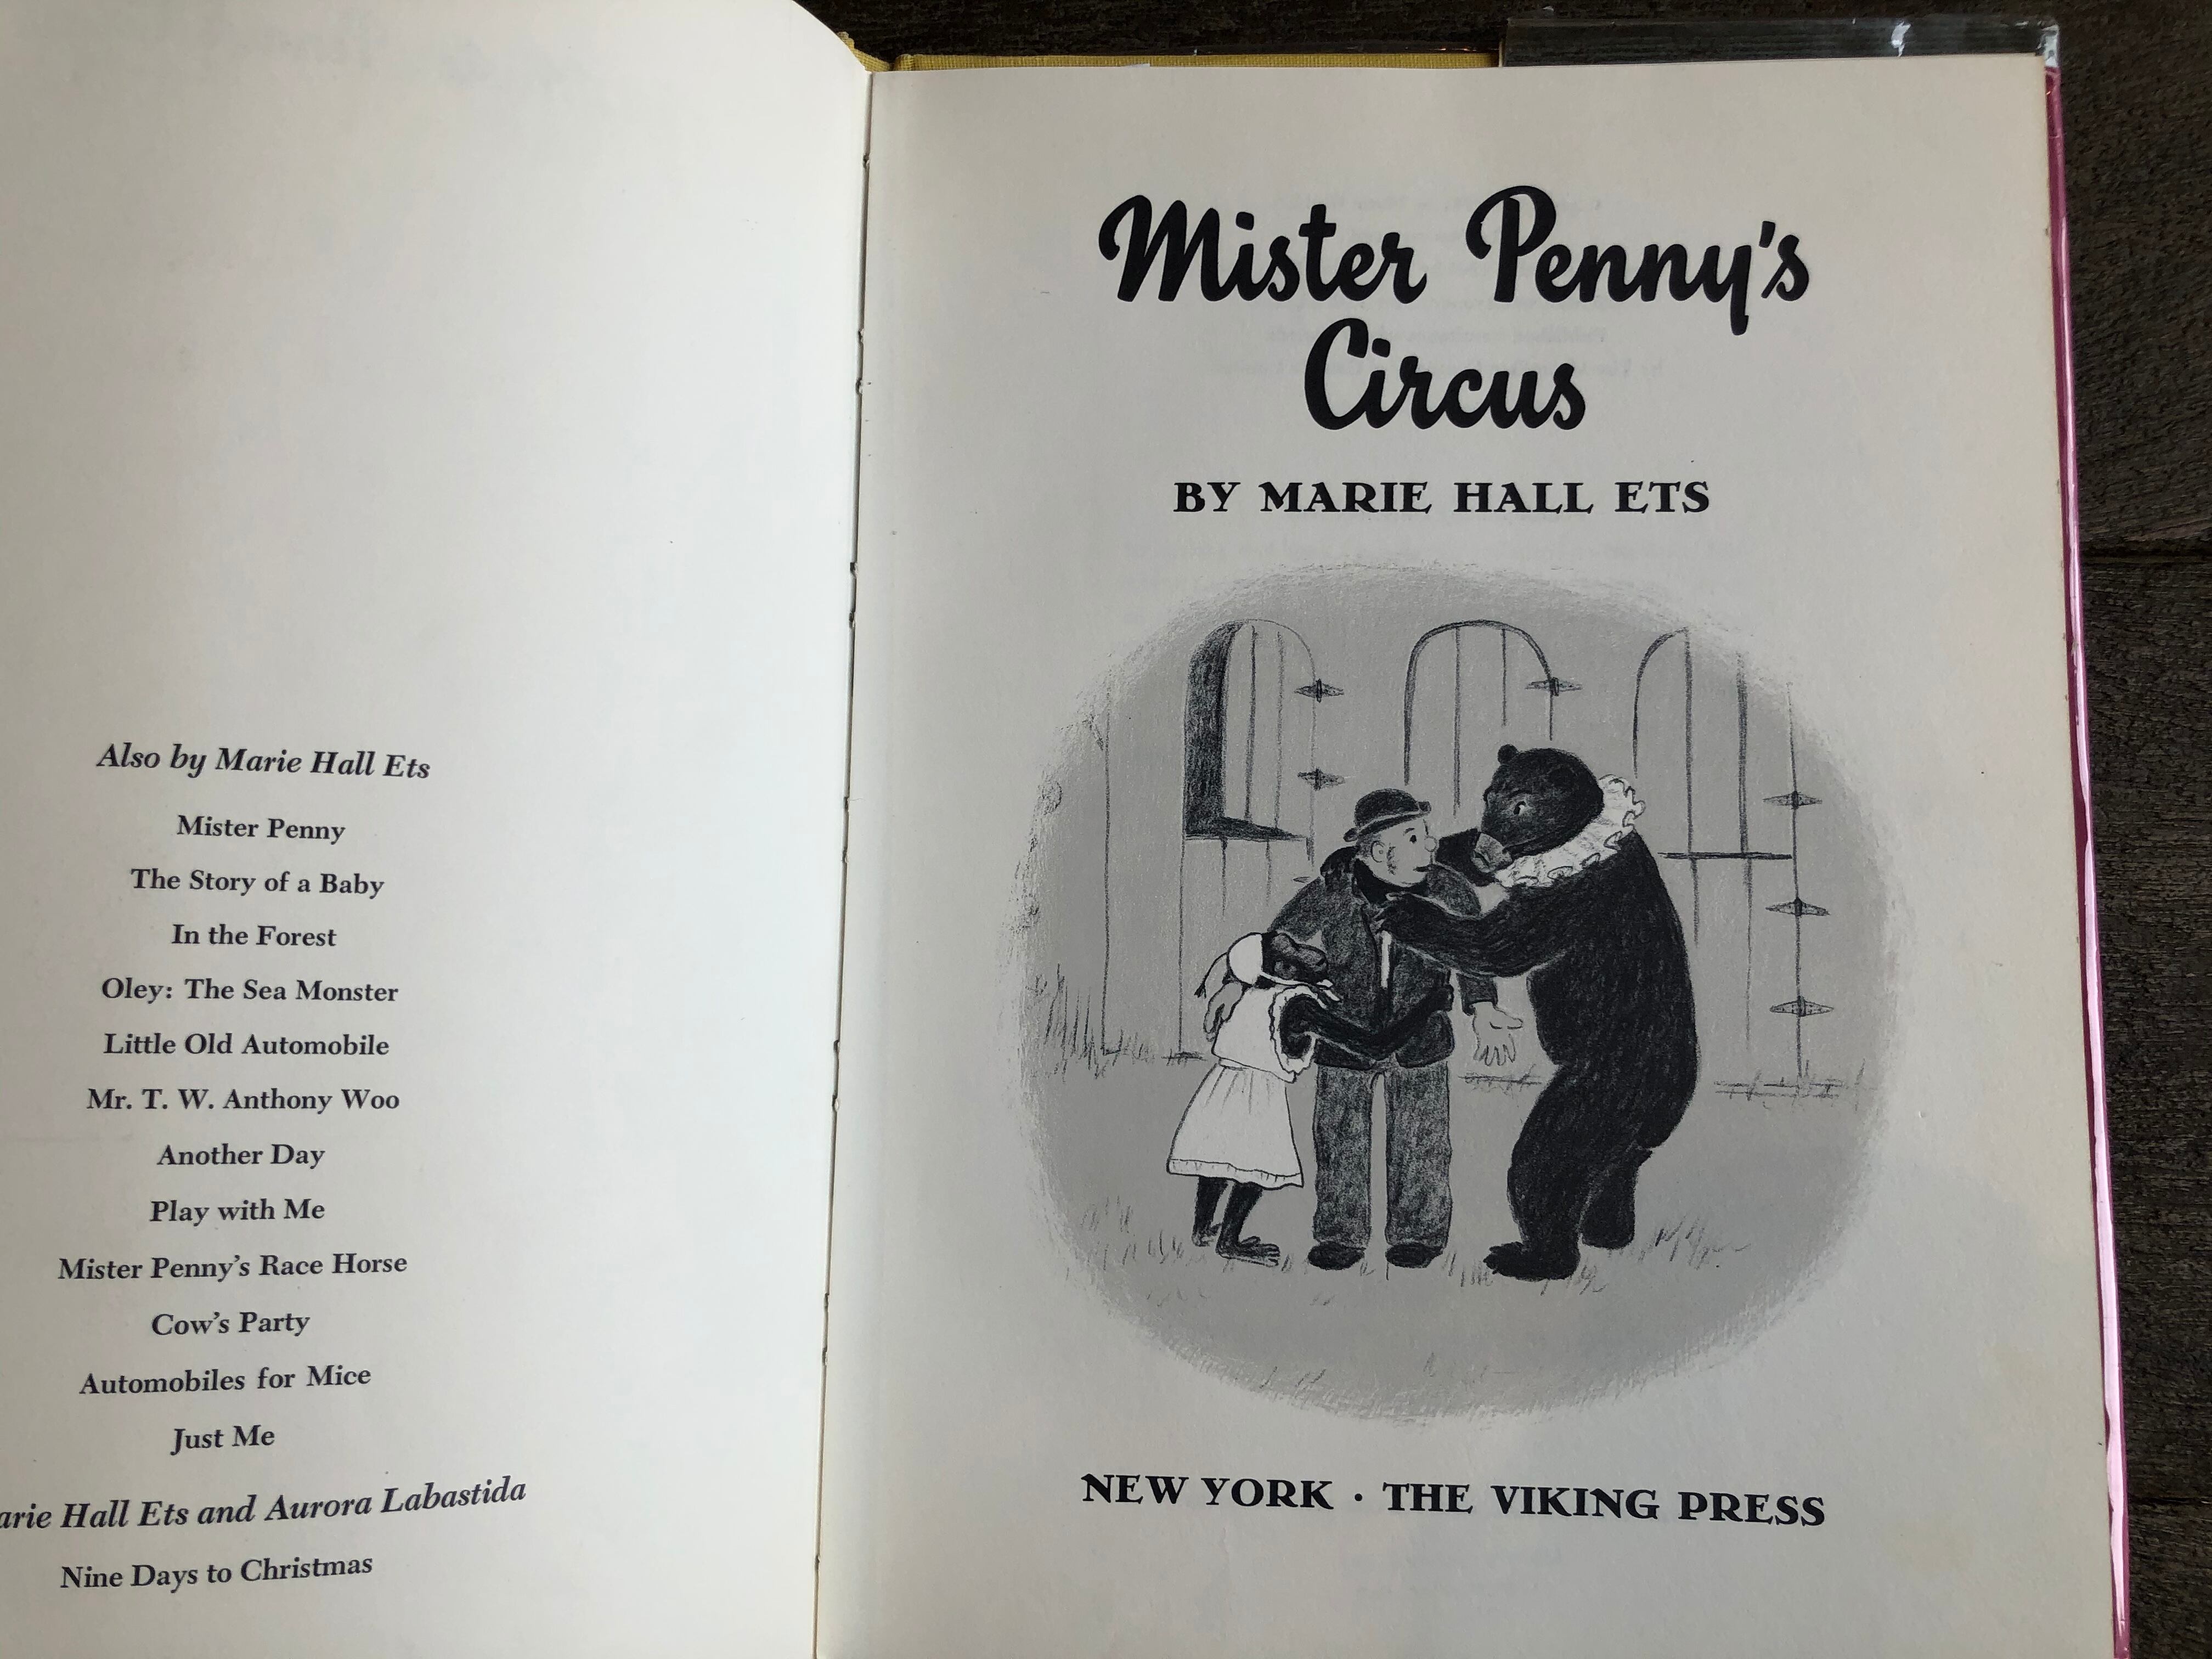 Also by Marie Hall Ets
Mister Penny
The Story of a Baby
In the Forest
Oley: The Sea Monster
Little Old Automobile
Mr. T. W. Anthony Woo
Another Day
Play with Me
Mister Penny's Race Horse
Cow's Party
Automobiles for Mice
Just Me
Hall Ets and Aurora Labastida
Nine Days to Christmas
Mister Penny's
Circus
BY MARIE HALL ETS
NEW YORK · THE VIKING PRESS